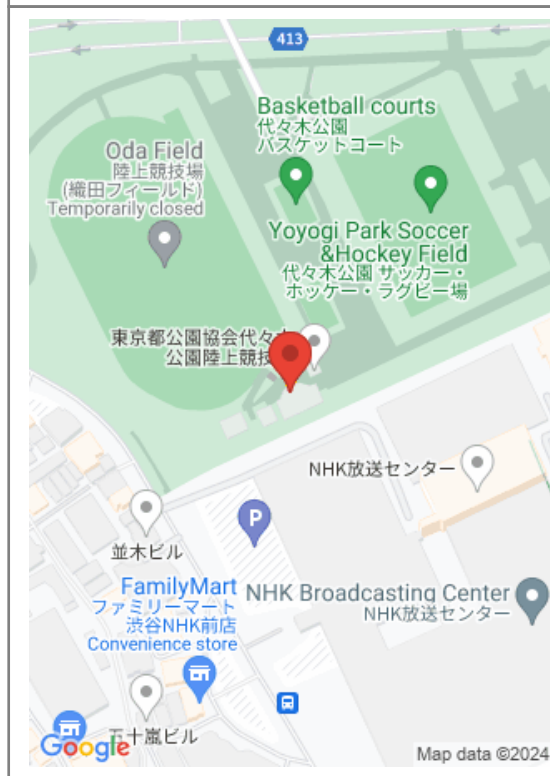 413
Basketball courts
代々木公園
バスケットコート
Oda Field
陸上競技場
(織田フィールド)
Temporarily closed
Yoyogi Park Soccer
&Hockey Field
代々木公園 サッカー・
ホッケー・ラグビー場
東京都公園協会代々木
公園陸上競技
NHK放送センター
P
並木ビル
FamilyMart
ファミリーマート
渋谷NHK前店
Convenience store
NHK Broadcasting Center
NHK放送センター
五十嵐ビル
Google
Map data ©2024